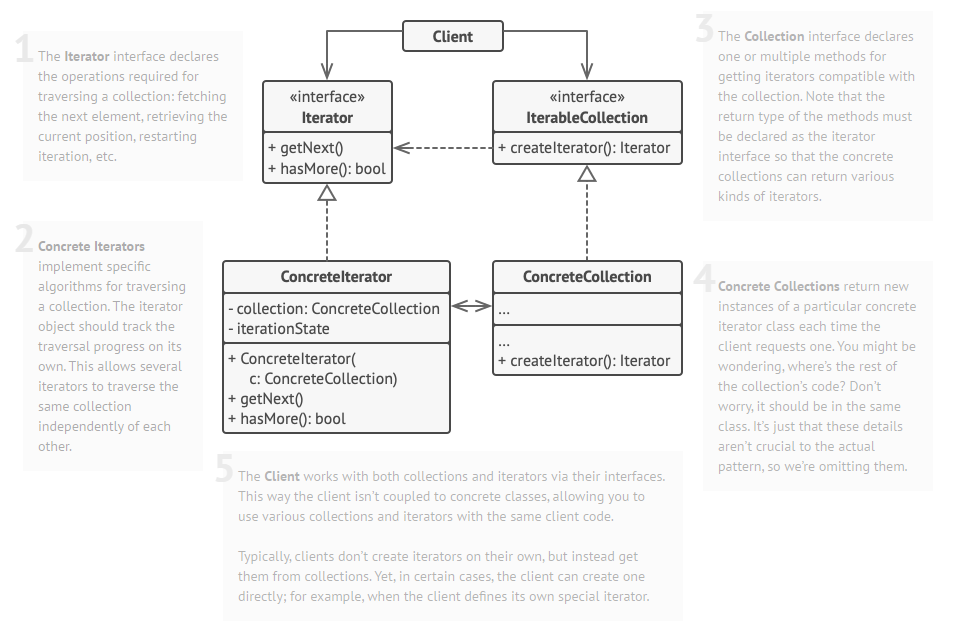 Client
1
The Iterator interface declares
the operations required for
traversing a collection: fetching
the next element, retrieving the
current position, restarting
iteration, etc.
«interface»
Iterator
+ getNext()
+ hasMore(): bool
«interface»
IterableCollection
+ createIterator(): Iterator
3
The Collection interface declares
one or multiple methods for
getting iterators compatible with
the collection. Note that the
return type of the methods must
be declared as the iterator
interface so that the concrete
collections can return various
kinds of iterators.
2
Concrete Iterators
implement specific
algorithms for traversing
a collection. The iterator
object should track the
traversal progress on its
own. This allows several
iterators to traverse the
same collection
independently of each
other.
ConcreteIterator
- collection: ConcreteCollection
- iterationState
+ ConcreteIterator(
c: ConcreteCollection)
+ getNext()
+ hasMore(): bool
ConcreteCollection
...
...
+ createIterator(): Iterator
4
Concrete Collections return new
instances of a particular concrete
iterator class each time the
client requests one. You might be
wondering, where's the rest of
the collection's code? Don't
worry, it should be in the same
class. It's just that these details
aren't crucial to the actual
pattern, so we're omitting them.
5
The Client works with both collections and iterators via their interfaces.
This way the client isn't coupled to concrete classes, allowing you to
use various collections and iterators with the same client code.
Typically, clients don't create iterators on their own, but instead get
them from collections. Yet, in certain cases, the client can create one
directly; for example, when the client defines its own special iterator.